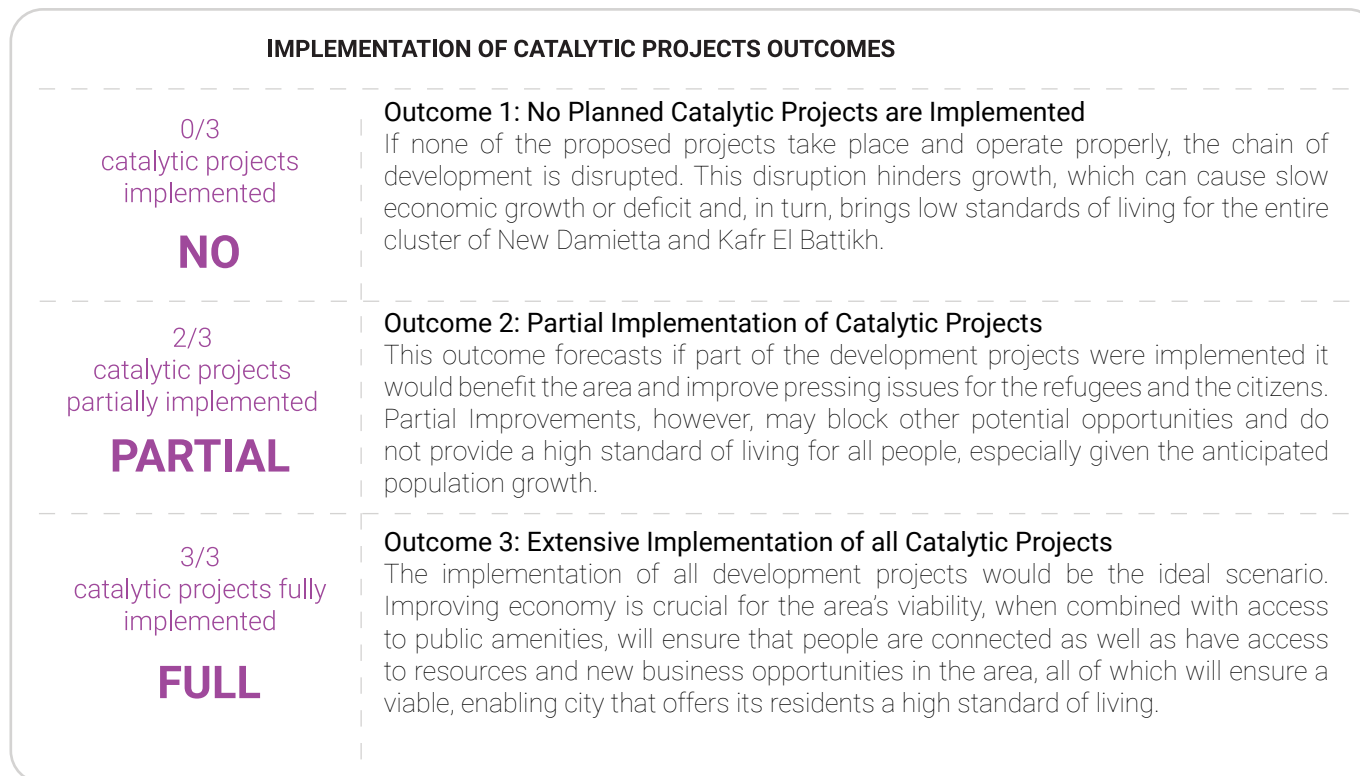 IMPLEMENTATION OF CATALYTIC PROJECTS OUTCOMES
0/3
catalytic projects
implemented
NO
Outcome 1: No Planned Catalytic Projects are Implemented
If none of the proposed projects take place and operate properly, the chain of
development is disrupted. This disruption hinders growth, which can cause slow
economic growth or deficit and, in turn, brings low standards of living for the entire
cluster of New Damietta and Kafr El Battikh.
2/3
catalytic projects
partially implemented
PARTIAL
Outcome 2: Partial Implementation of Catalytic Projects
This outcome forecasts if part of the development projects were implemented it
would benefit the area and improve pressing issues for the refugees and the citizens.
Partial Improvements, however, may block other potential opportunities and do
not provide a high standard of living for all people, especially given the anticipated
population growth.
3/3
catalytic projects fully
implemented
FULL
Outcome 3: Extensive Implementation of all Catalytic Projects
The implementation of all development projects would be the ideal scenario.
Improving economy is crucial for the area's viability, when combined with access
to public amenities, will ensure that people are connected as well as have access
to resources and new business opportunities in the area, all of which will ensure a
viable, enabling city that offers its residents a high standard of living.